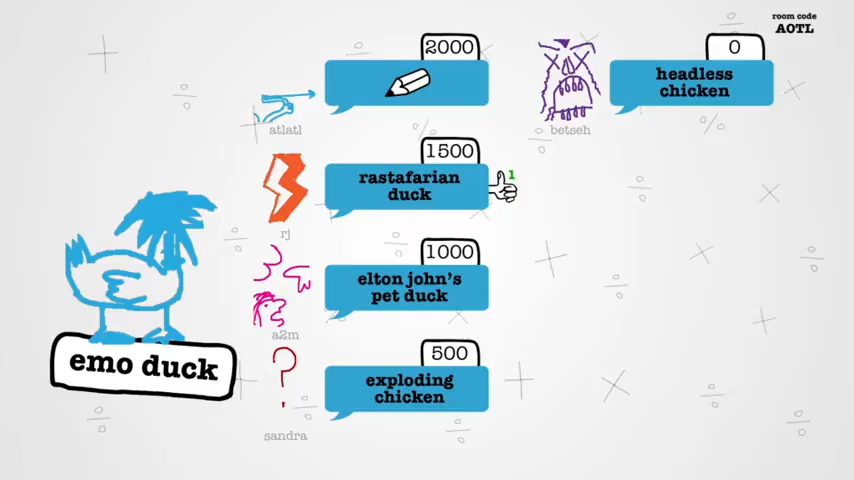 room code
AOTL
2000
atlatl
0
headless
chicken
betseh
1500
rastafarian
duck
1
rj
1000
elton john's
pet duck
a2m
500
exploding
chicken
?
sandra
emo duck